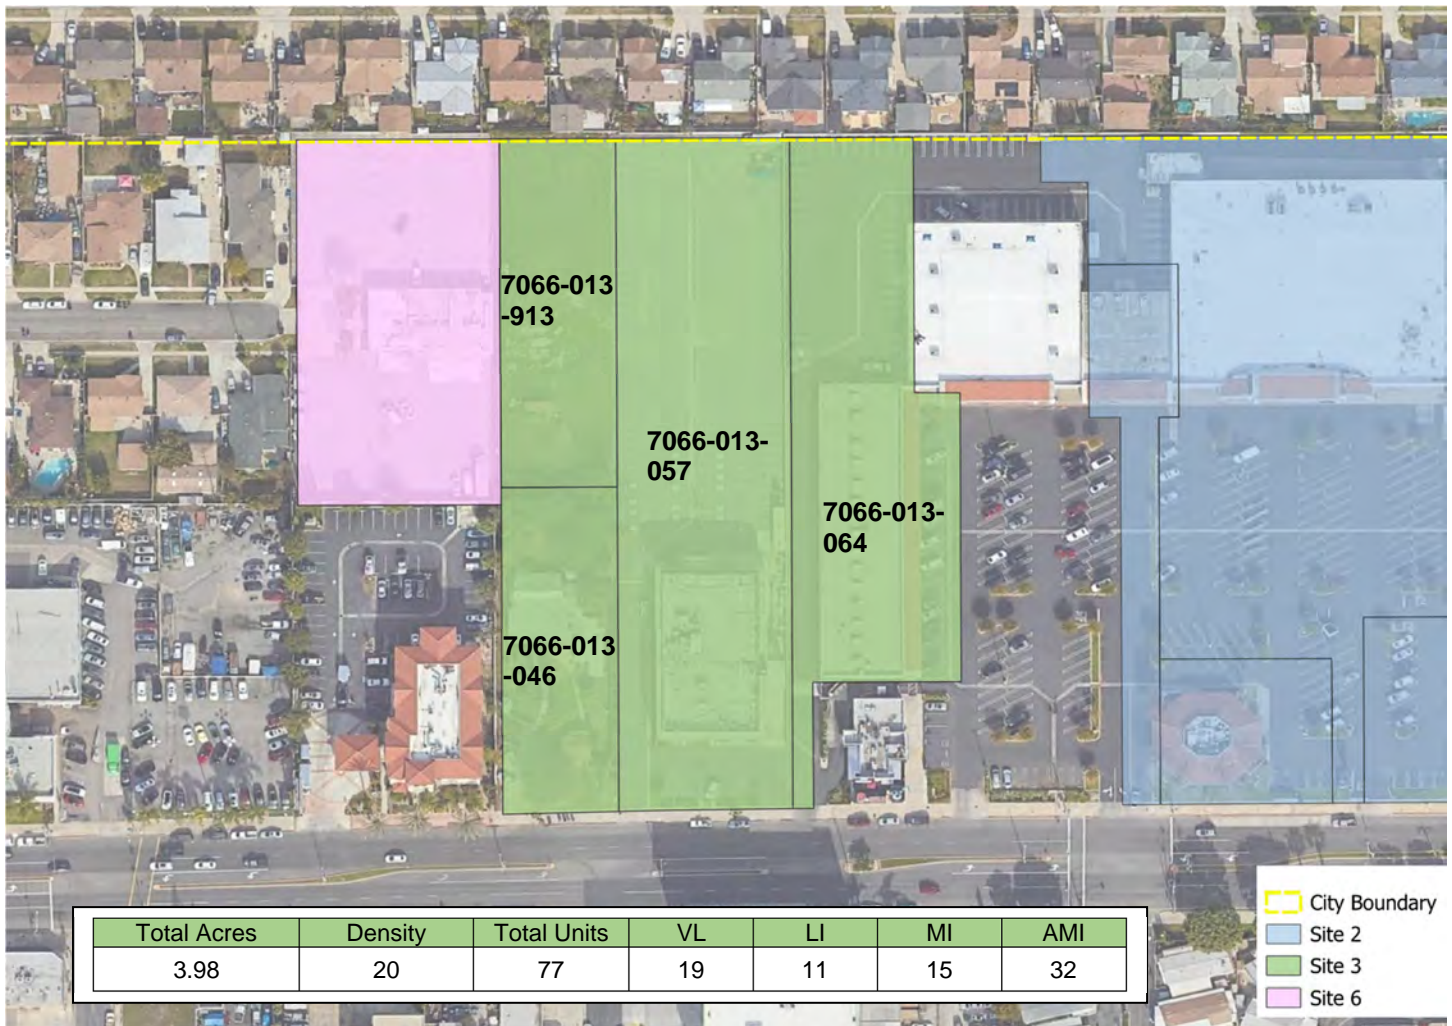 7066-013
-913
7066-013-
057
7066-013-
064
7066-013
-046
Total Acres Density Total Units VL LI MI AMI
3.98 20 77 19 11 15 32
City Boundary
Site 2
Site 3
Site 6